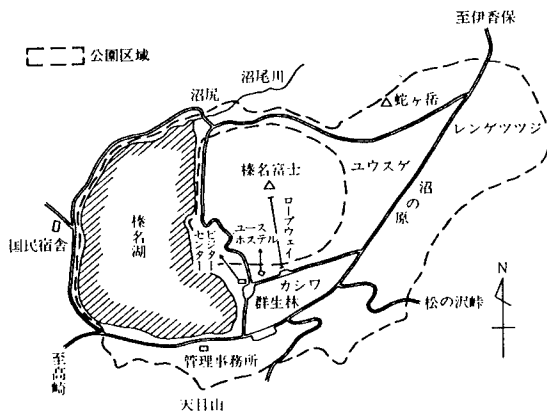 至伊香保
公園区域
沼尾川
沼尻
蛇ヶ岳
レンゲツツジ
ユウスゲ
榛名富士
沼の原
ロープウェイ
榛名湖
ユース
ホステル
ビジター
センター
国民宿舎
カシワ
群生林
N
松の沢峠
管理事務所
至高崎
天目山